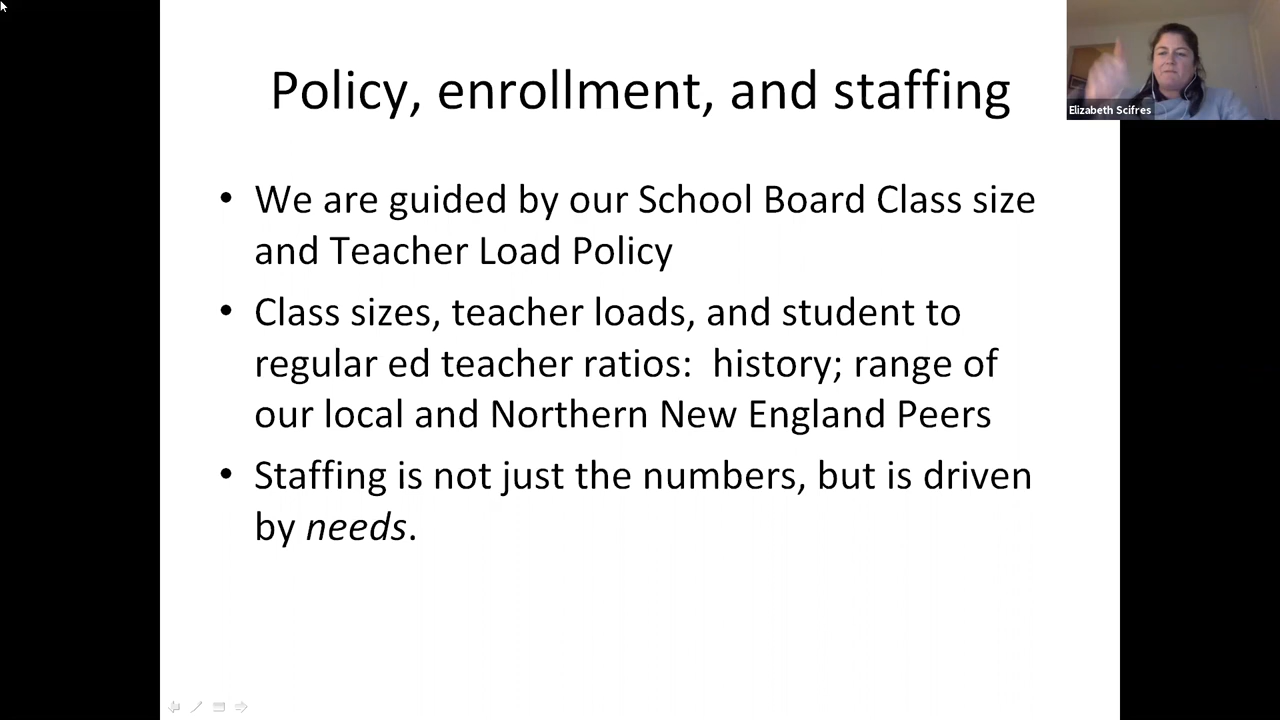 Policy, enrollment, and staffing
Elizabeth Scifres
• We are guided by our School Board Class size
and Teacher Load Policy
• Class sizes, teacher loads, and student to
regular ed teacher ratios:  history; range of
our local and Northern New England Peers
• Staffing is not just the numbers, but is driven
by needs.